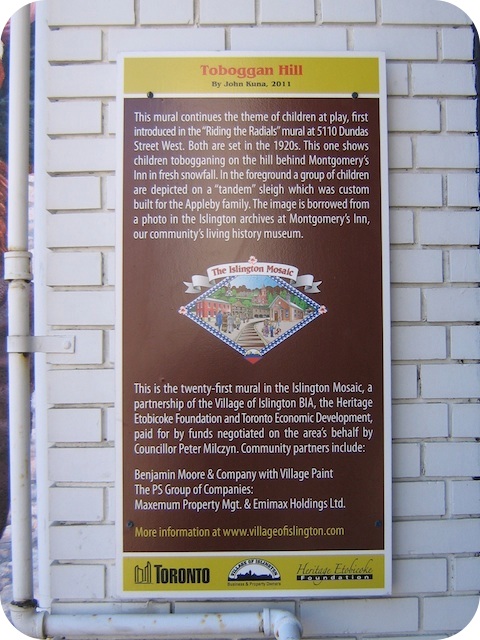 Toboggan Hill
By John Kuna, 2011
This mural continues the theme of children at play, first
introduced in the "Riding the Radials" mural at 5110 Dundas
Street West. Both are set in the 1920s. This one shows
children tobogganing on the hill behind Montgomery's
Inn in fresh snowfall. In the foreground a group of children
are depicted on a "tandem" sleigh which was custom
built for the Appleby family. The image is borrowed from
a photo in the Islington archives at Montgomery's Inn,
our community's living history museum.
The Islington Mosaic
This is the twenty-first mural in the Islington Mosaic, a
partnership of the Village of Islington BIA, the Heritage
Etobicoke Foundation and Toronto Economic Development,
paid for by funds negotiated on the area's behalf by
Councillor Peter Milczyn. Community partners include:
Benjamin Moore & Company with Village Paint
The PS Group of Companies:
Maxemum Property Mgt. & Emimax Holdings Ltd.
More information at www.villageofislington.com
TORONTO
VILLAGE OF ISLINGTON
Business & Property Owners
Heritage Etobicoke
Foundation